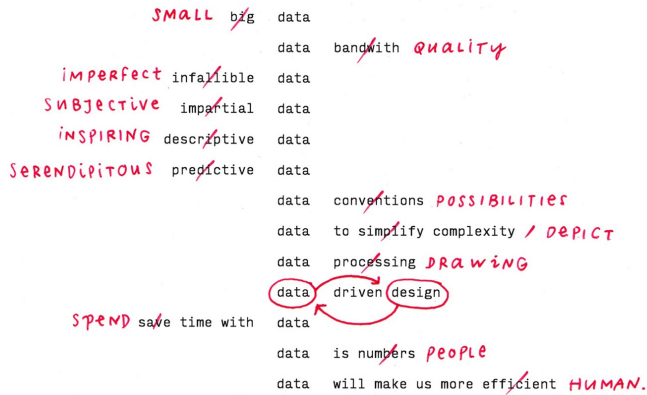 SMALL big data
data bandwith QUALITY
IMPERFECT infallible data
SUBJECTIVE impartial data
INSPIRING descriptive data
SERENDIPITOUS predictive data
data conventions POSSIBILITIES
data to simplify complexity / DEPICT
data processing DRAWING
data driven design
SPEND save time with data
data is numbers PEOPLE
data will make us more efficient HUMAN.